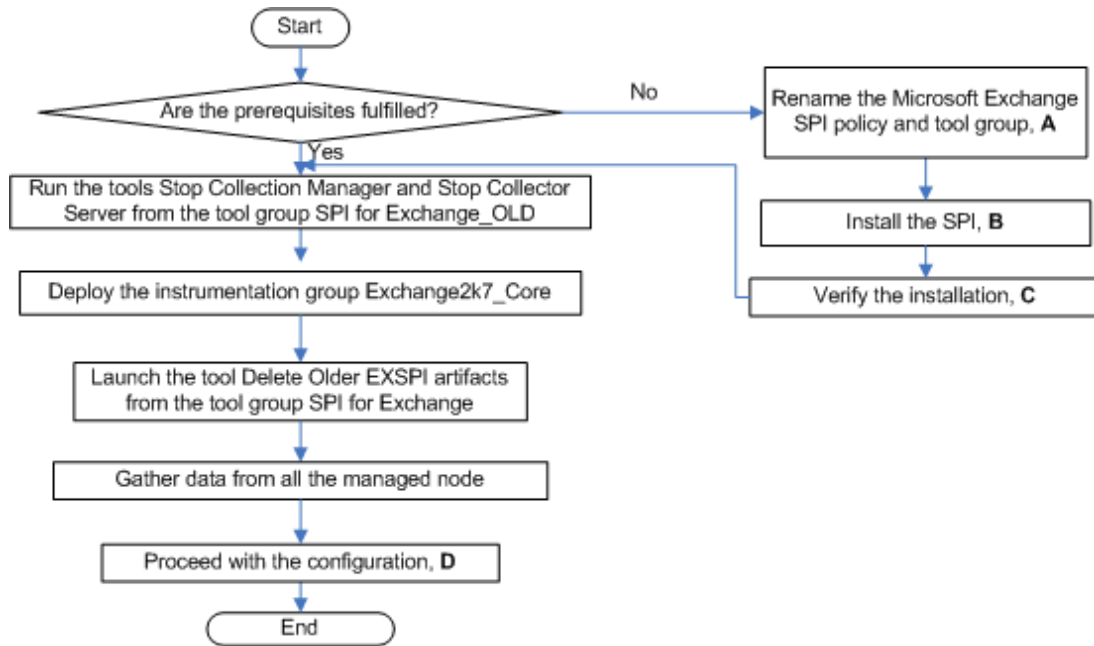 Start
Are the prerequisites fulfilled?
No
Yes
Rename the Microsoft Exchange
SPI policy and tool group, A
Install the SPI, B
Verify the installation, C
Run the tools Stop Collection Manager and Stop Collector
Server from the tool group SPI for Exchange_OLD
Deploy the instrumentation group Exchange2k7_Core
Launch the tool Delete Older EXSPI artifacts
from the tool group SPI for Exchange
Gather data from all the managed node
Proceed with the configuration, D
End